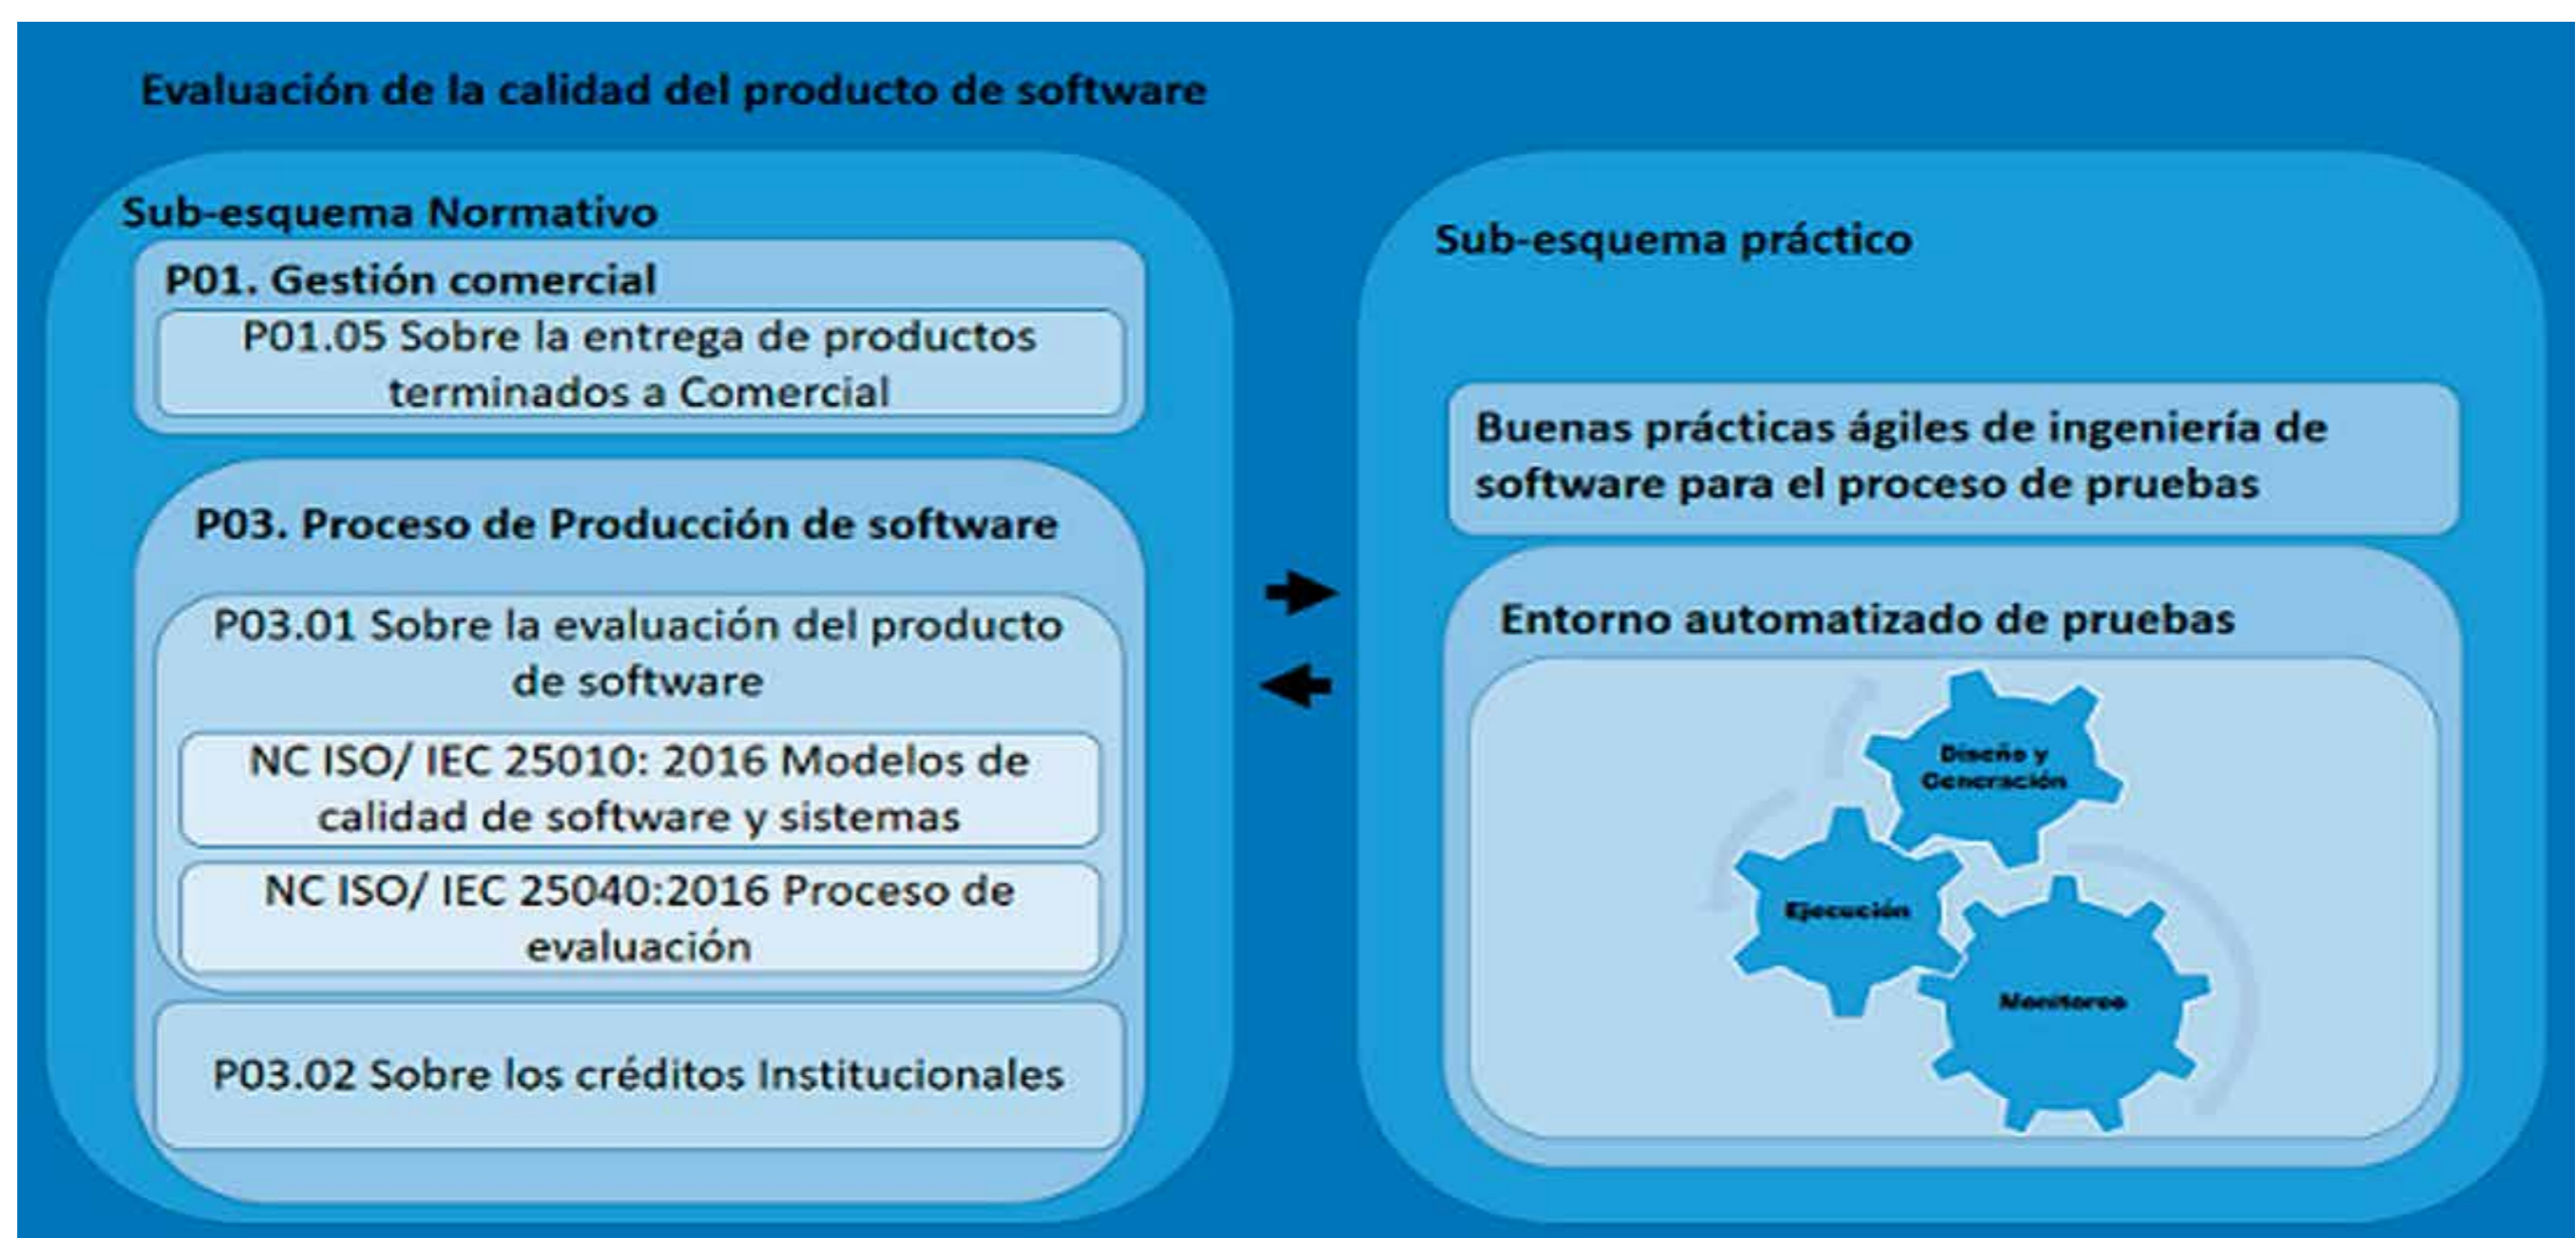 Evaluación de la calidad del producto de software
Sub-esquema Normativo
P01. Gestión comercial
P01.05 Sobre la entrega de productos
terminados a Comercial
P03. Proceso de Producción de software
P03.01 Sobre la evaluación del producto
de software
NC ISO/ IEC 25010: 2016 Modelos de
calidad de software y sistemas
NC ISO/ IEC 25040:2016 Proceso de
evaluación
P03.02 Sobre los créditos Institucionales
Sub-esquema práctico
Buenas prácticas ágiles de ingeniería de
software para el proceso de pruebas
Entorno automatizado de pruebas
Diseño y
Generación
Ejecución
Monitoreo